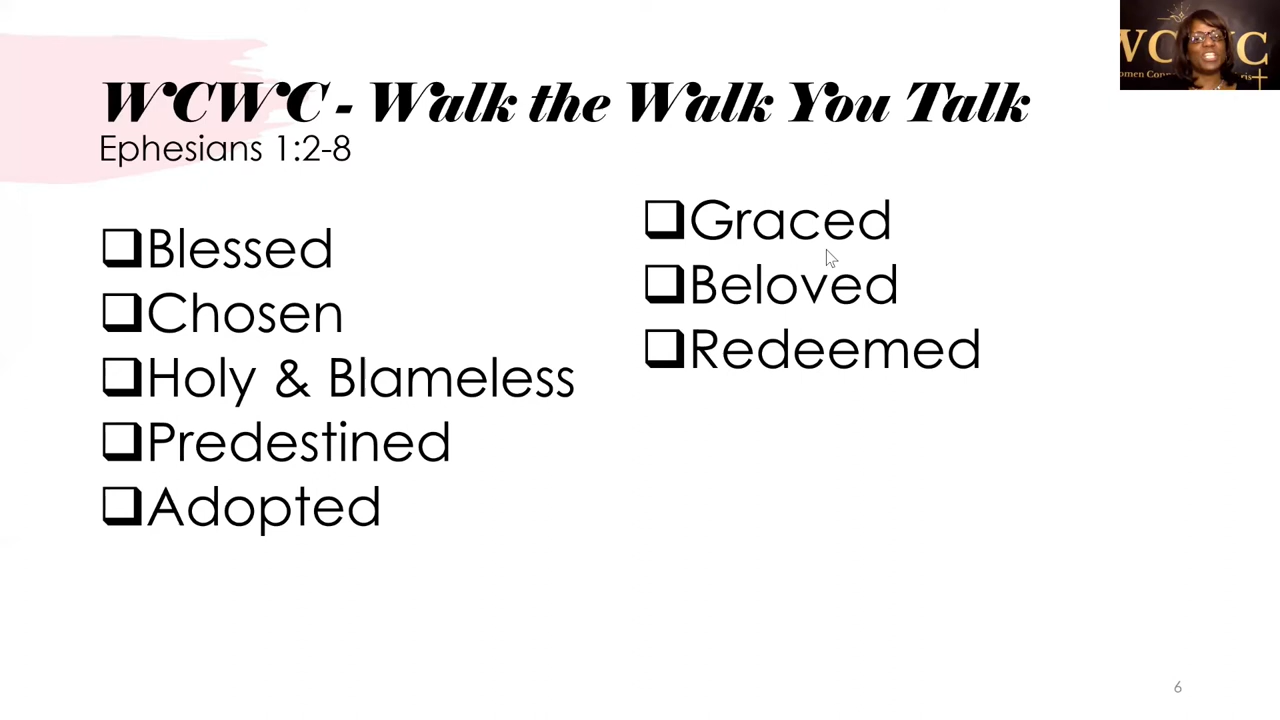 WCWC - Walk the Walk You Talk
Ephesians 1:2-8
❑Blessed
❑Chosen
❑Holy & Blameless
❑Predestined
❑Adopted
❑Graced
❑Beloved
❑Redeemed
6